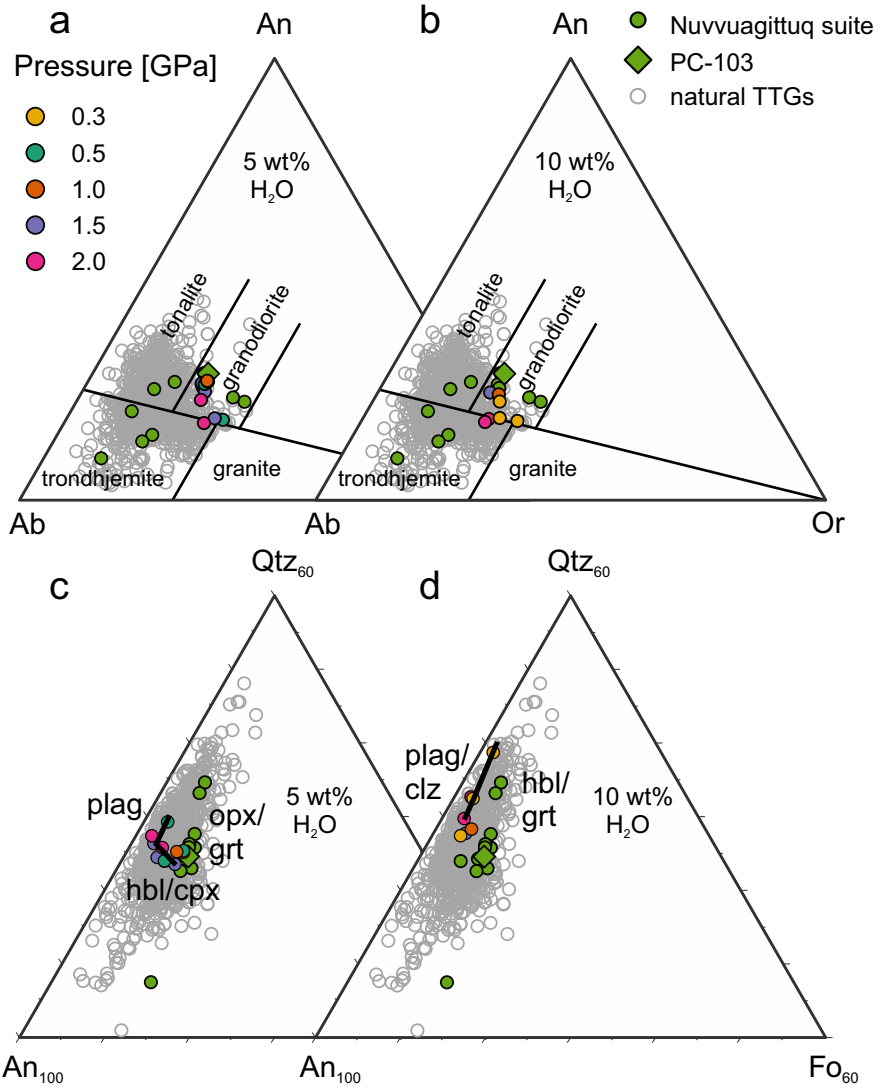 a
An
b
An
Nuvvuagittuq suite
PC-103
natural TTGs
Pressure [GPa]
0.3
0.5
1.0
1.5
2.0
5 wt%
H₂O
10 wt%
H₂O
tonalite
granodiorite
tonalite
granodiorite
trondhjemite
granite
trondhjemite
granite
Ab
Ab
Or
c
Qtz₆₀
d
Qtz₆₀
plag
opx/
grt
hbl/cpx
5 wt%
H₂O
plag/
clz
hbl/
grt
10 wt%
H₂O
An₁₀₀
An₁₀₀
Fo₆₀